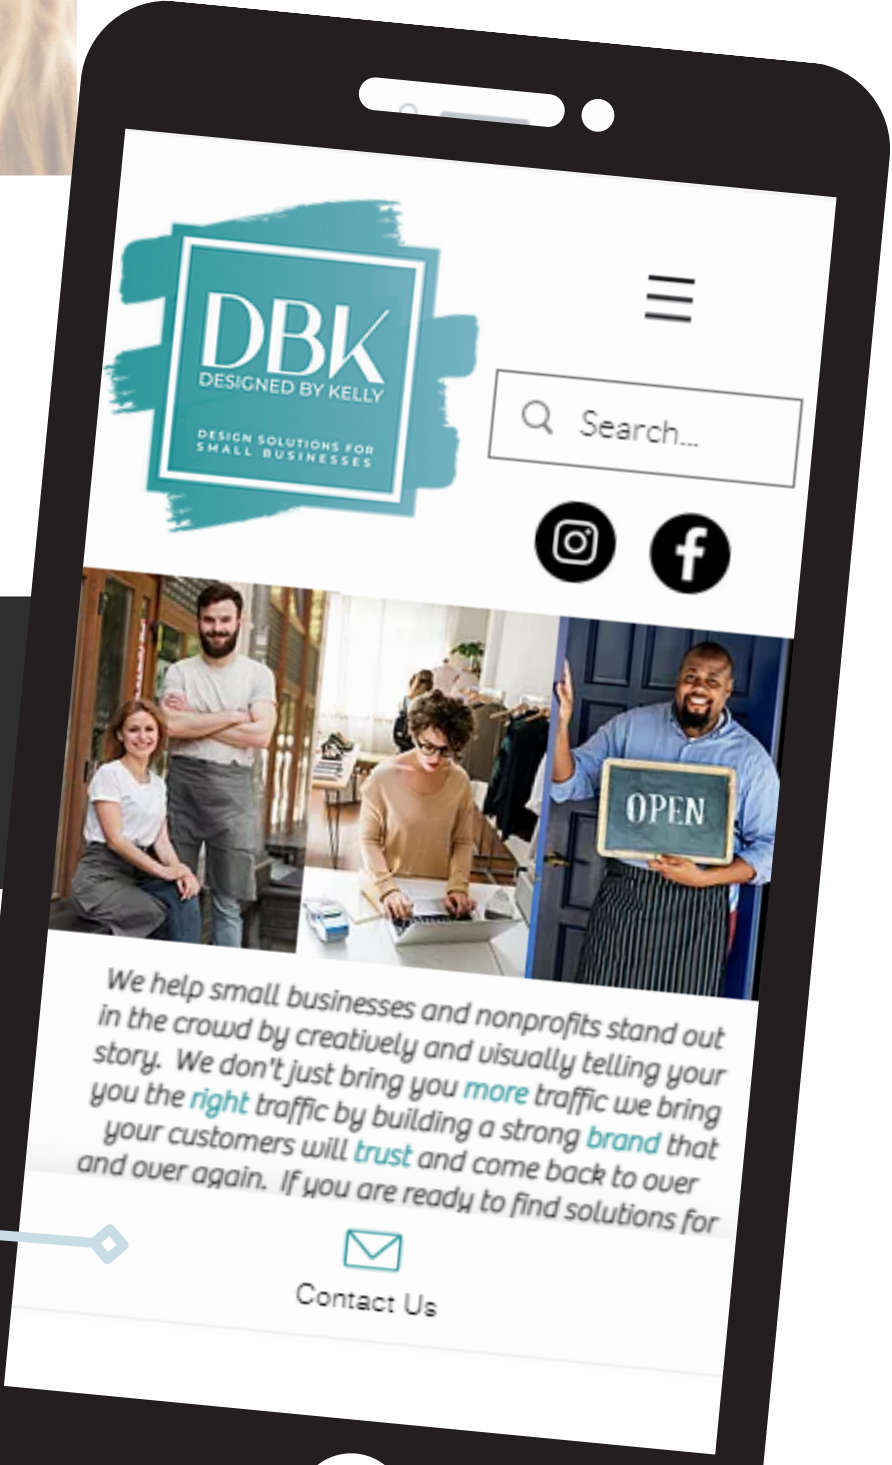 DBK
DESIGNED BY KELLY
DESIGN SOLUTIONS FOR
SMALL BUSINESSES
Search...
OPEN
We help small businesses and nonprofits stand out
in the crowd by creatively and visually telling your
story.  We don't just bring you more traffic we bring
you the right traffic by building a strong brand that
your customers will trust and come back to over
and over again.  If you are ready to find solutions for
Contact Us